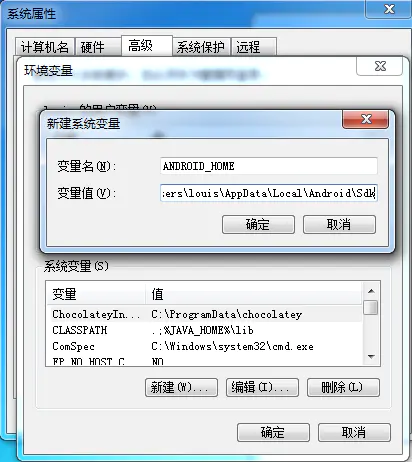 系统属性
计算机名 硬件 高级 系统保护 远程
环境变量
的用户变量(U)
新建系统变量
变量名(N): ANDROID_HOME
变量值(V): ers\louis\AppData\Local\Android\Sdk
确定 取消
系统变量(S)
变量 值
ChocolateyIn... C:\ProgramData\chocolatey
CLASSPATH .;%JAVA_HOME%\lib
ComSpec C:\Windows\system32\cmd.exe
FP_NO_HOST_C... NO
新建(W)... 编辑(I)... 删除(L)
确定 取消